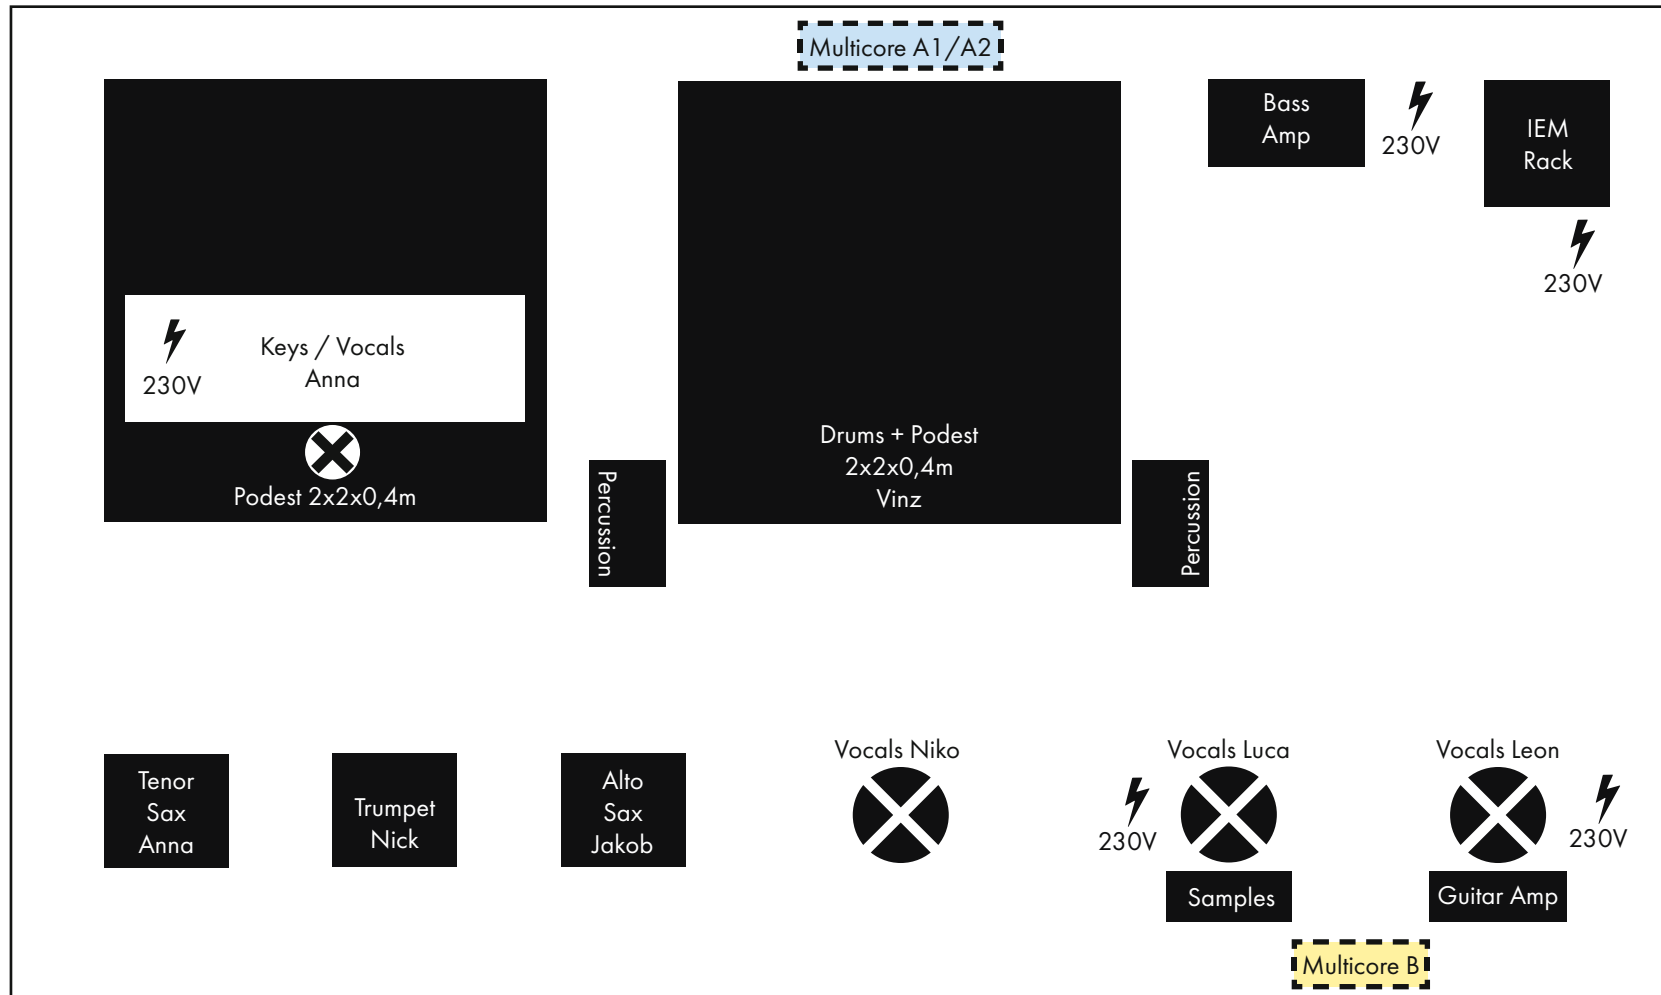 Multicore A1/A2
Bass
Amp
230V
IEM
Rack
230V
230V
Keys / Vocals
Anna
Podest 2x2x0,4m
Percussion
Drums + Podest
2x2x0,4m
Vinz
Percussion
Tenor
Sax
Anna
Trumpet
Nick
Alto
Sax
Jakob
Vocals Niko
230V
Vocals Luca
Samples
Vocals Leon
230V
Guitar Amp
Multicore B